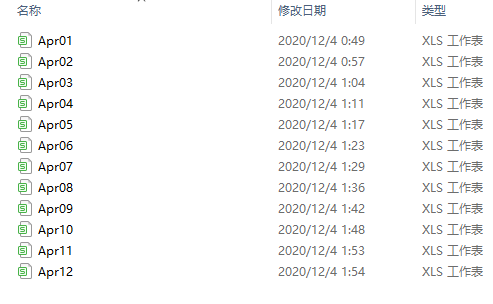 名称 修改日期 类型
Apr01 2020/12/4 0:49 XLS 工作表
Apr02 2020/12/4 0:57 XLS 工作表
Apr03 2020/12/4 1:04 XLS 工作表
Apr04 2020/12/4 1:11 XLS 工作表
Apr05 2020/12/4 1:17 XLS 工作表
Apr06 2020/12/4 1:23 XLS 工作表
Apr07 2020/12/4 1:29 XLS 工作表
Apr08 2020/12/4 1:36 XLS 工作表
Apr09 2020/12/4 1:42 XLS 工作表
Apr10 2020/12/4 1:48 XLS 工作表
Apr11 2020/12/4 1:53 XLS 工作表
Apr12 2020/12/4 1:54 XLS 工作表